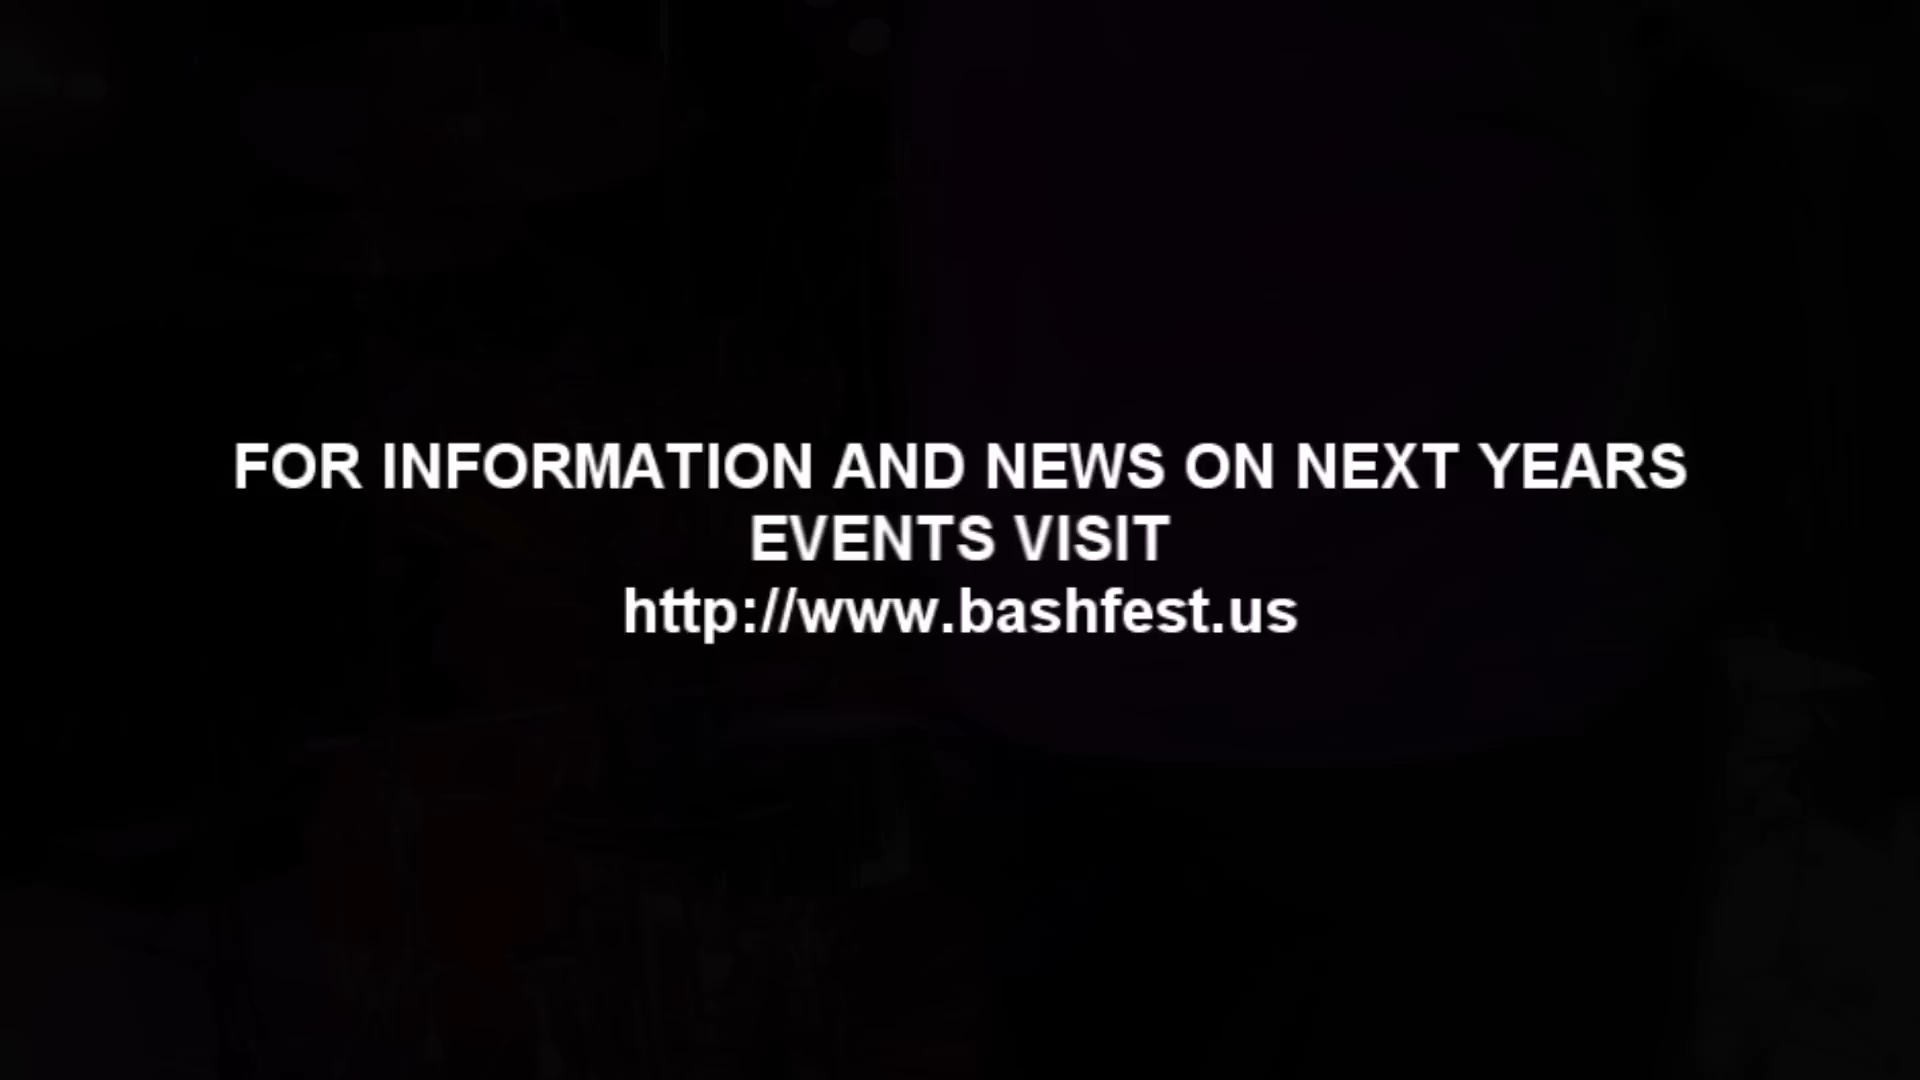 FOR INFORMATION AND NEWS ON NEXT YEARS
EVENTS VISIT
http://www.bashfest.us